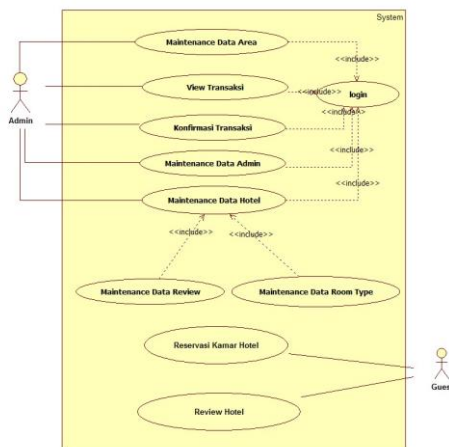 System
Maintenance Data Area
<<include>>
View Transaksi
<<include>>
login
Admin
Konfirmasi Transaksi
<<include>>
Maintenance Data Admin
<<include>>
Maintenance Data Hotel
<<include>>
<<include>>
<<include>>
Maintenance Data Review
Maintenance Data Room Type
Reservasi Kamar Hotel
Gues
Review Hotel